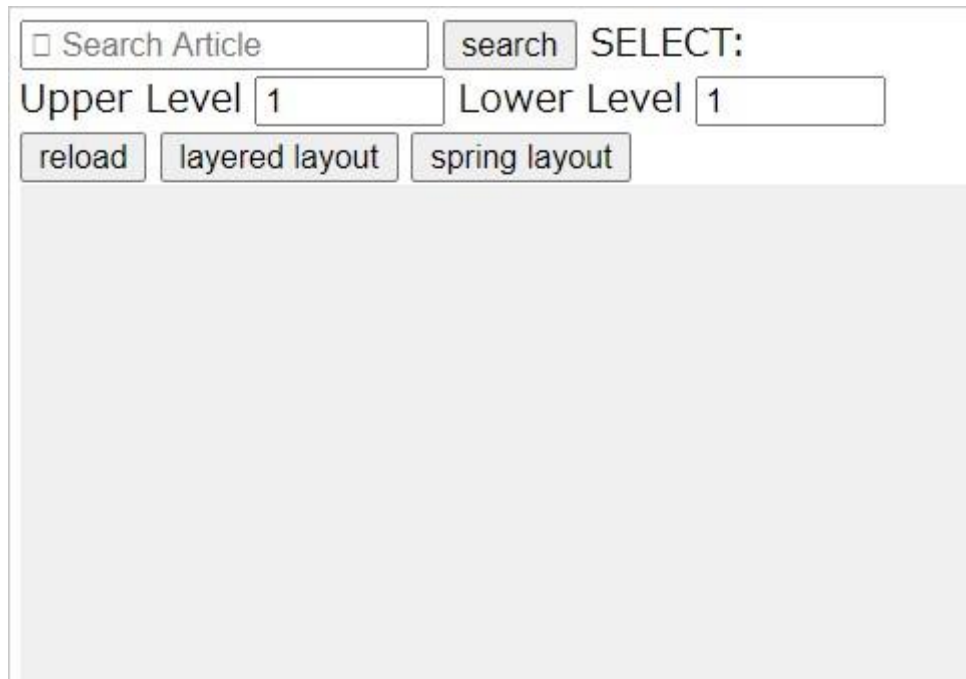 Search Article search SELECT:
Upper Level 1 Lower Level 1
reload layered layout spring layout